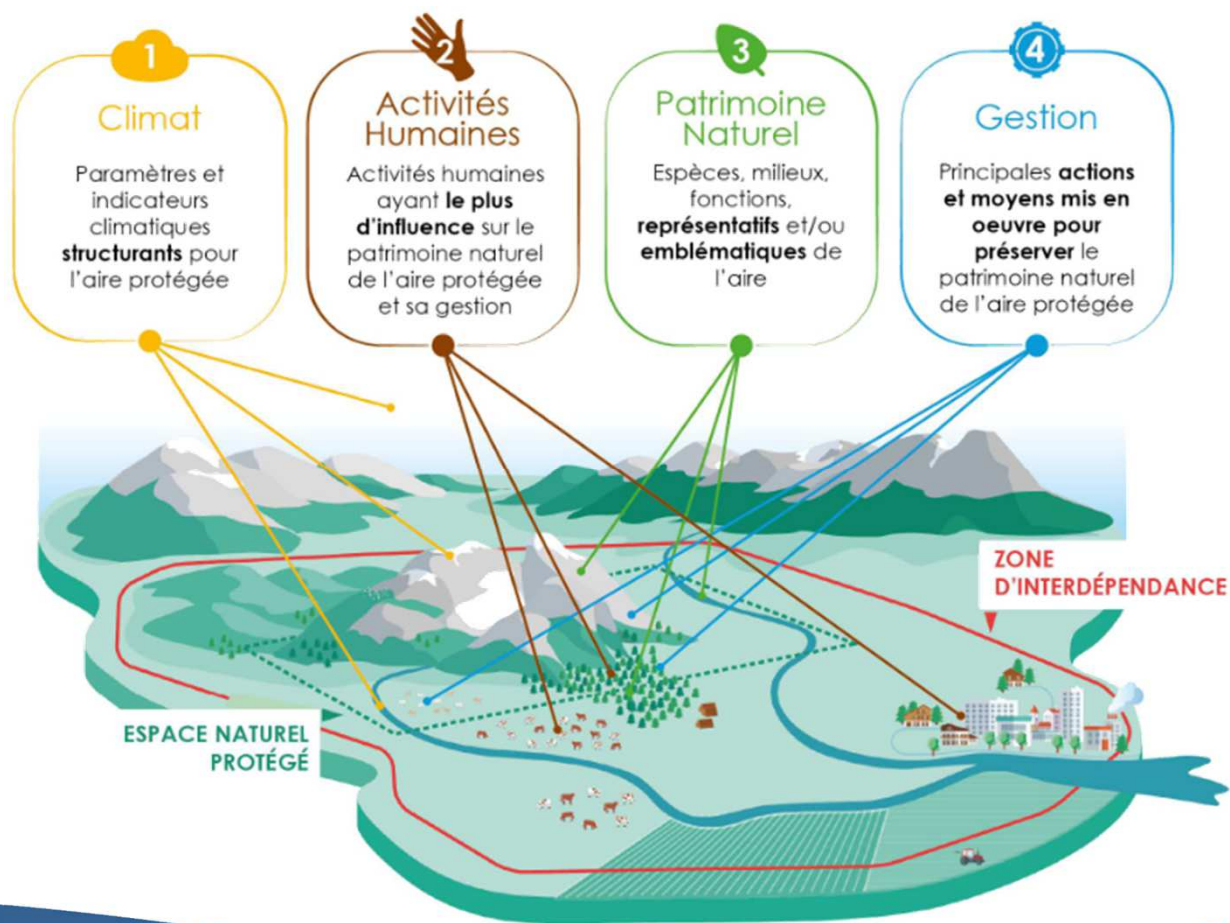 1
Climat
Paramètres et
indicateurs
climatiques
structurants pour
l'aire protégée
2
Activités
Humaines
Activités humaines
ayant le plus
d'influence sur le
patrimoine naturel
de l'aire protégée
et sa gestion
3
Patrimoine
Naturel
Espèces, milieux,
fonctions,
représentatifs et/ou
emblématiques de
l'aire
4
Gestion
Principales actions
et moyens mis en
oeuvre pour
préserver le
patrimoine naturel
de l'aire protégée
ZONE
D'INTERDÉPENDANCE
ESPACE NATUREL
PROTÉGÉ